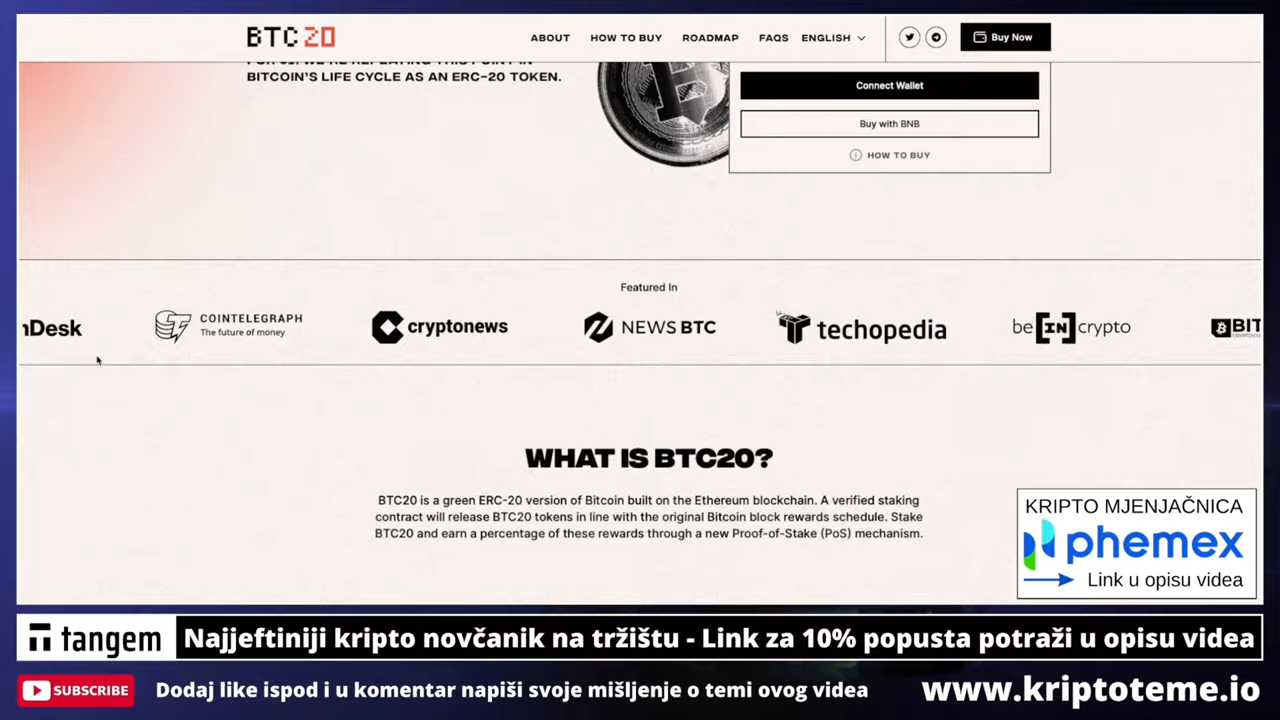 BTC20
ABOUT
HOW TO BUY
ROADMAP
FAQS
ENGLISH
Buy Now
BITCOIN'S LIFE CYCLE AS AN ERC-20 TOKEN.
Connect Wallet
Buy with BNB
HOW TO BUY
Featured In
nDesk
COINTELEGRAPH
The future of money
cryptonews
NEWS BTC
techopedia
be[IN]crypto
BIT
WHAT IS BTC20?
BTC20 is a green ERC-20 version of Bitcoin built on the Ethereum blockchain. A verified staking
contract will release BTC20 tokens in line with the original Bitcoin block rewards schedule. Stake
BTC20 and earn a percentage of these rewards through a new Proof-of-Stake (PoS) mechanism.
KRIPTO MJENJAČNICA
phemex
Link u opisu videa
tangem
Najjeftiniji kripto novčanik na tržištu - Link za 10% popusta potraži u opisu videa
SUBSCRIBE
Dodaj like ispod i u komentar napiši svoje mišljenje o temi ovog videa
www.kriptoteme.io